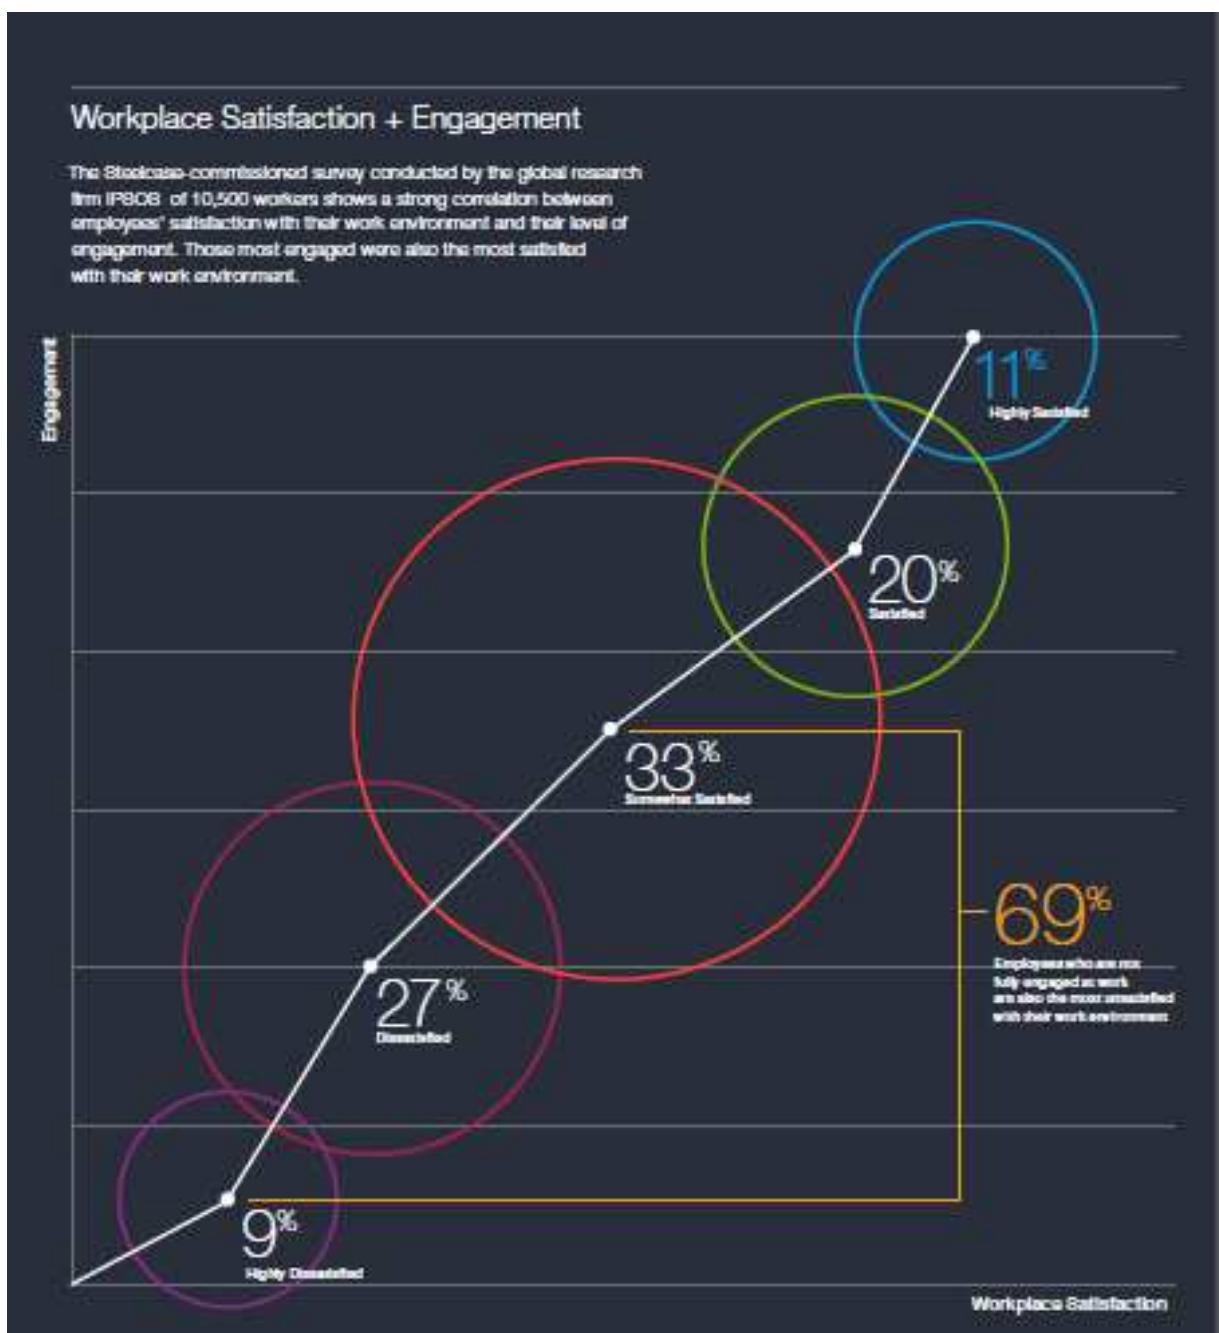 Workplace Satisfaction + Engagement
The Steelcase-commissioned survey conducted by the global research
firm IPSOS of 10,500 workers shows a strong correlation between
employees' satisfaction with their work environment and their level of
engagement. Those most engaged were also the most satisfied
with their work environment.
Engagement
11%
Highly Satisfied
20%
Satisfied
33%
Somewhat Satisfied
69%
Employees who are not
fully engaged at work
are also the most unsatisfied
with their work environment
27%
Dissatisfied
9%
Highly Dissatisfied
Workplace Satisfaction